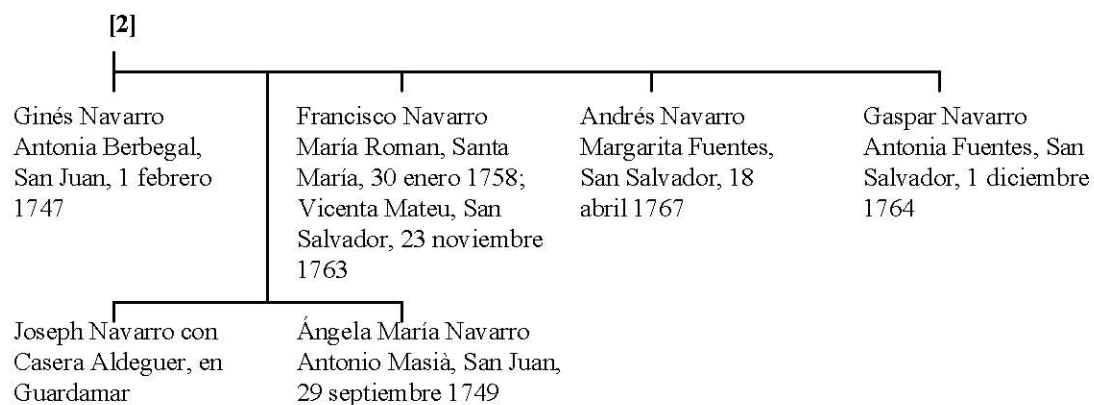 [2]
Ginés Navarro
Antonia Berbegal,
San Juan, 1 febrero
1747
Francisco Navarro
María Roman, Santa
María, 30 enero 1758;
Vicenta Mateu, San
Salvador, 23 noviembre
1763
Andrés Navarro
Margarita Fuentes,
San Salvador, 18
abril 1767
Gaspar Navarro
Antonia Fuentes, San
Salvador, 1 diciembre
1764
Joseph Navarro con
Casera Aldeguer, en
Guardamar
Ángela María Navarro
Antonio Masià, San Juan,
29 septiembre 1749